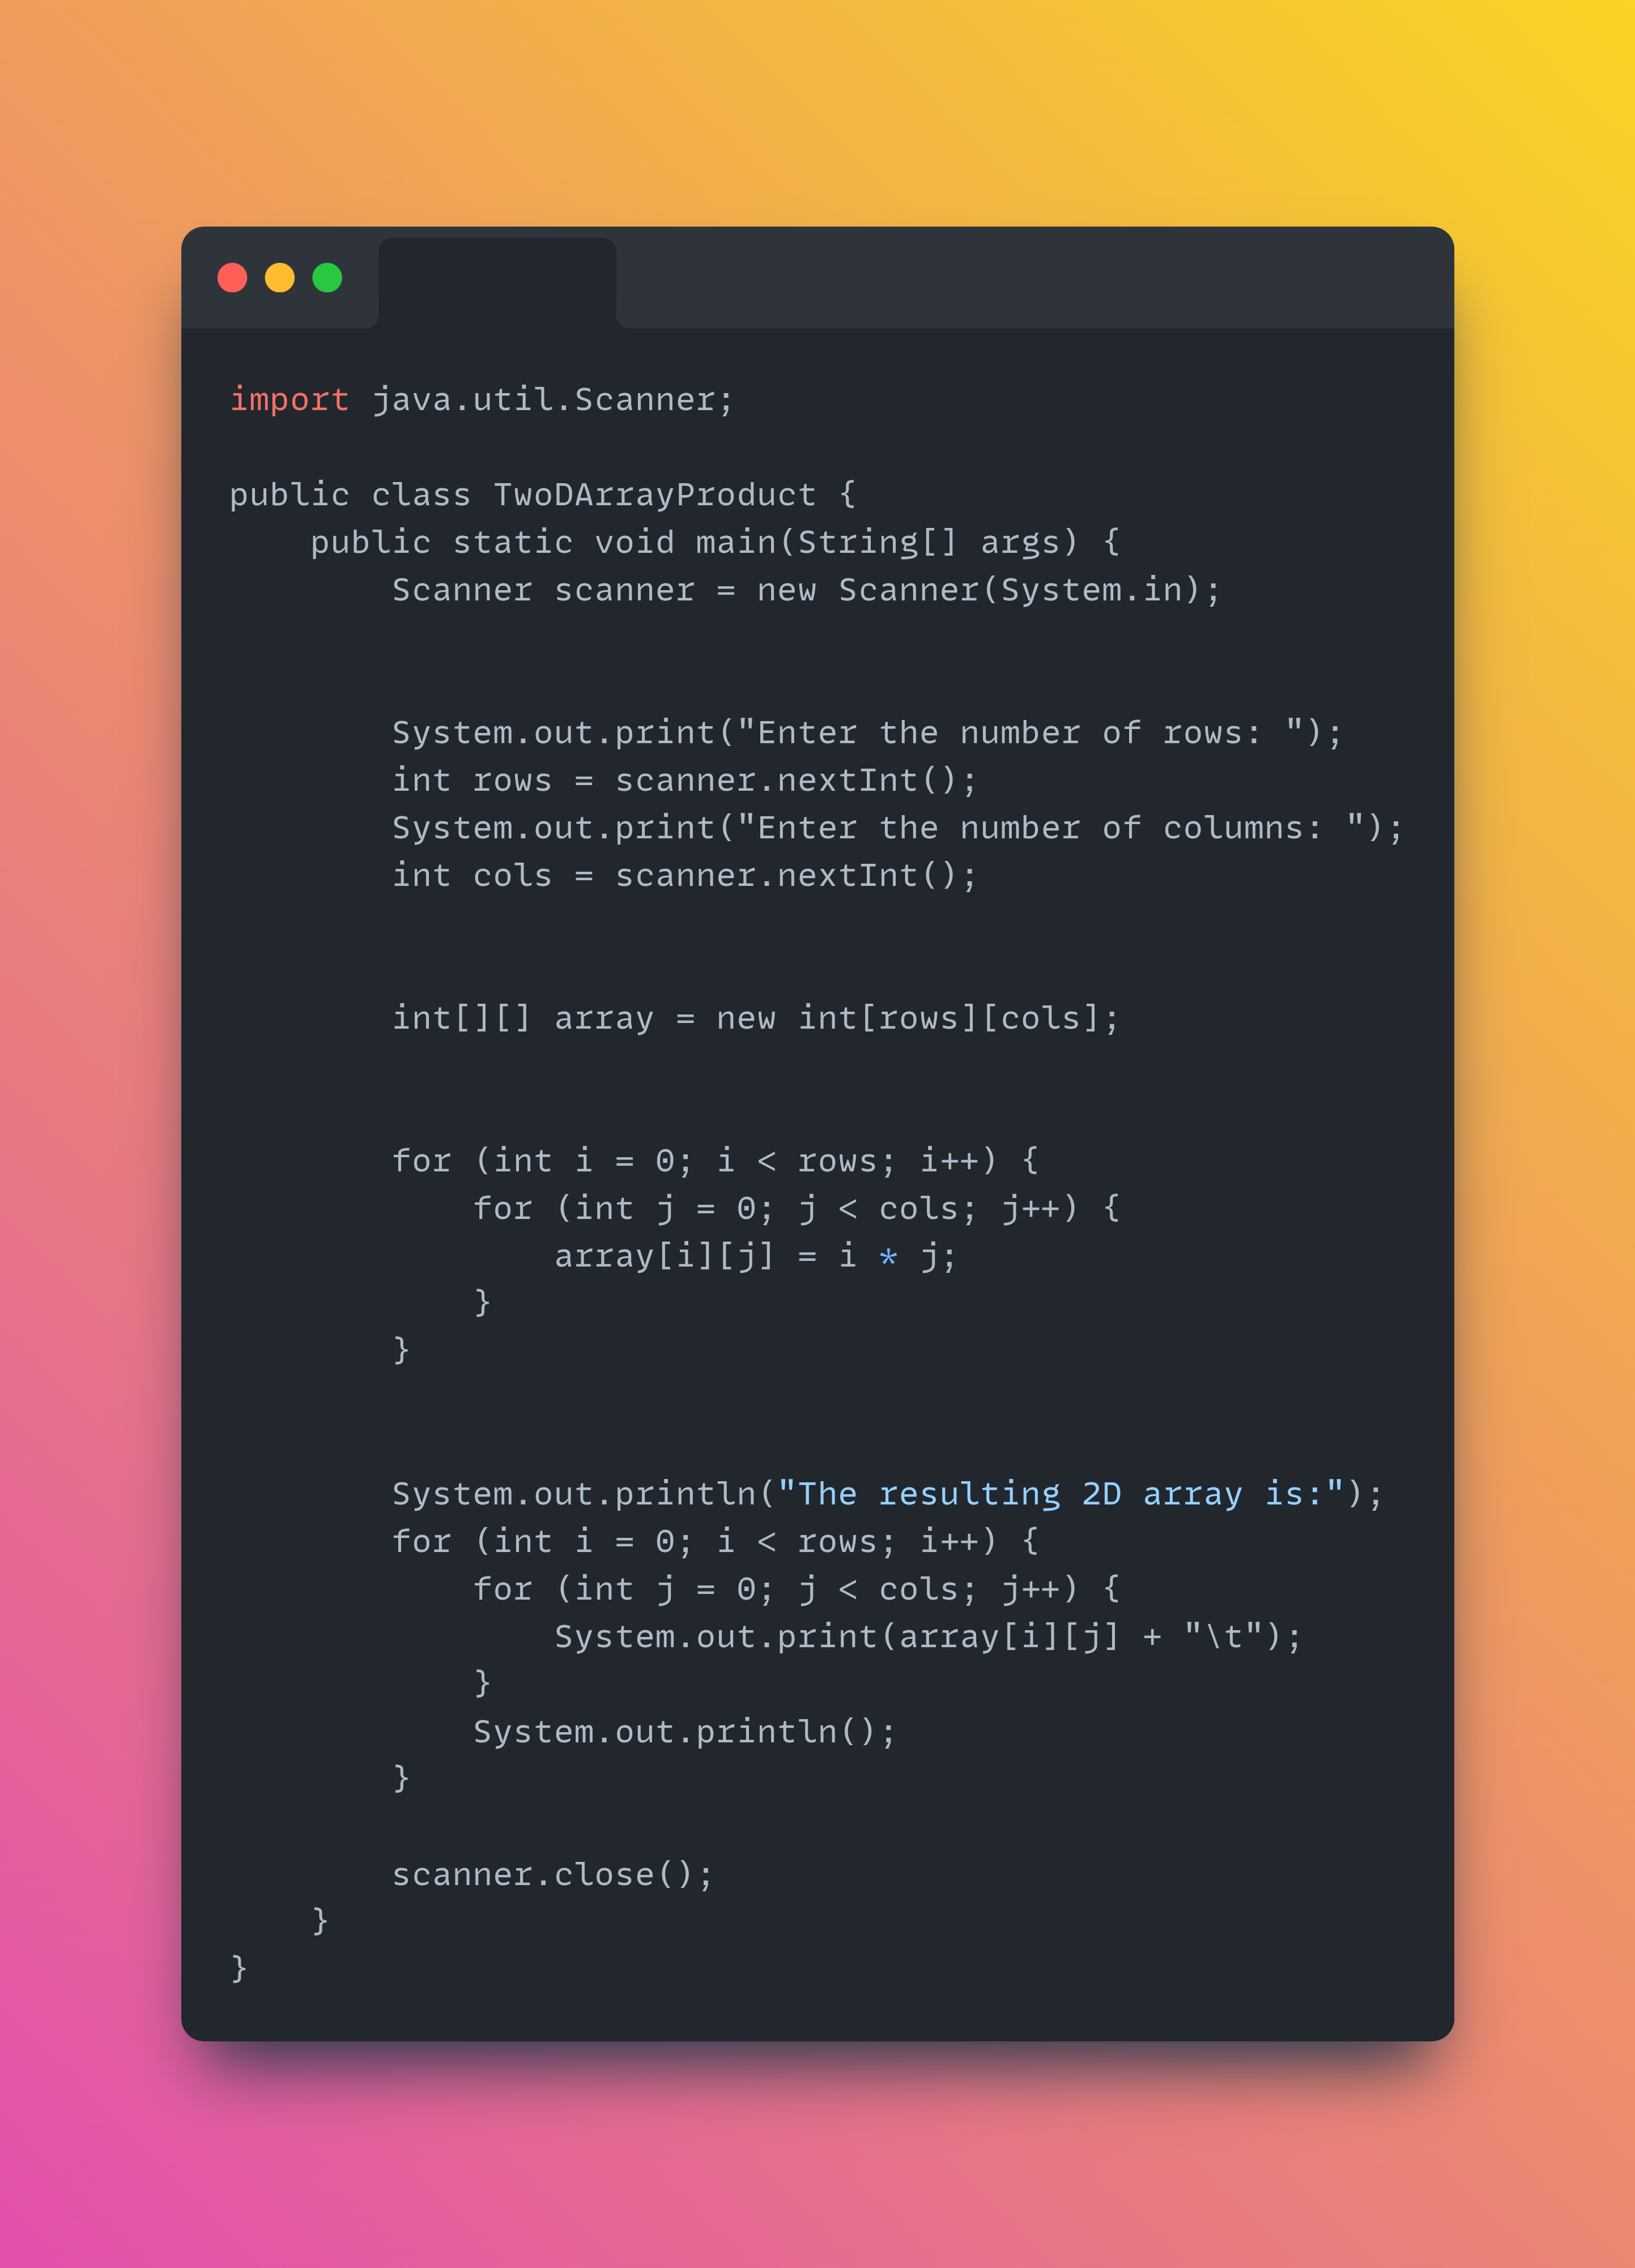 import java.util.Scanner;
public class TwoDArrayProduct {
    public static void main(String[] args) {
        Scanner scanner = new Scanner(System.in);
        System.out.print("Enter the number of rows: ");
        int rows = scanner.nextInt();
        System.out.print("Enter the number of columns: ");
        int cols = scanner.nextInt();
        int[][] array = new int[rows][cols];
        for (int i = 0; i < rows; i++) {
            for (int j = 0; j < cols; j++) {
                array[i][j] = i * j;
            }
        }
        System.out.println("The resulting 2D array is:");
        for (int i = 0; i < rows; i++) {
            for (int j = 0; j < cols; j++) {
                System.out.print(array[i][j] + "\t");
            }
            System.out.println();
        }
        scanner.close();
    }
}